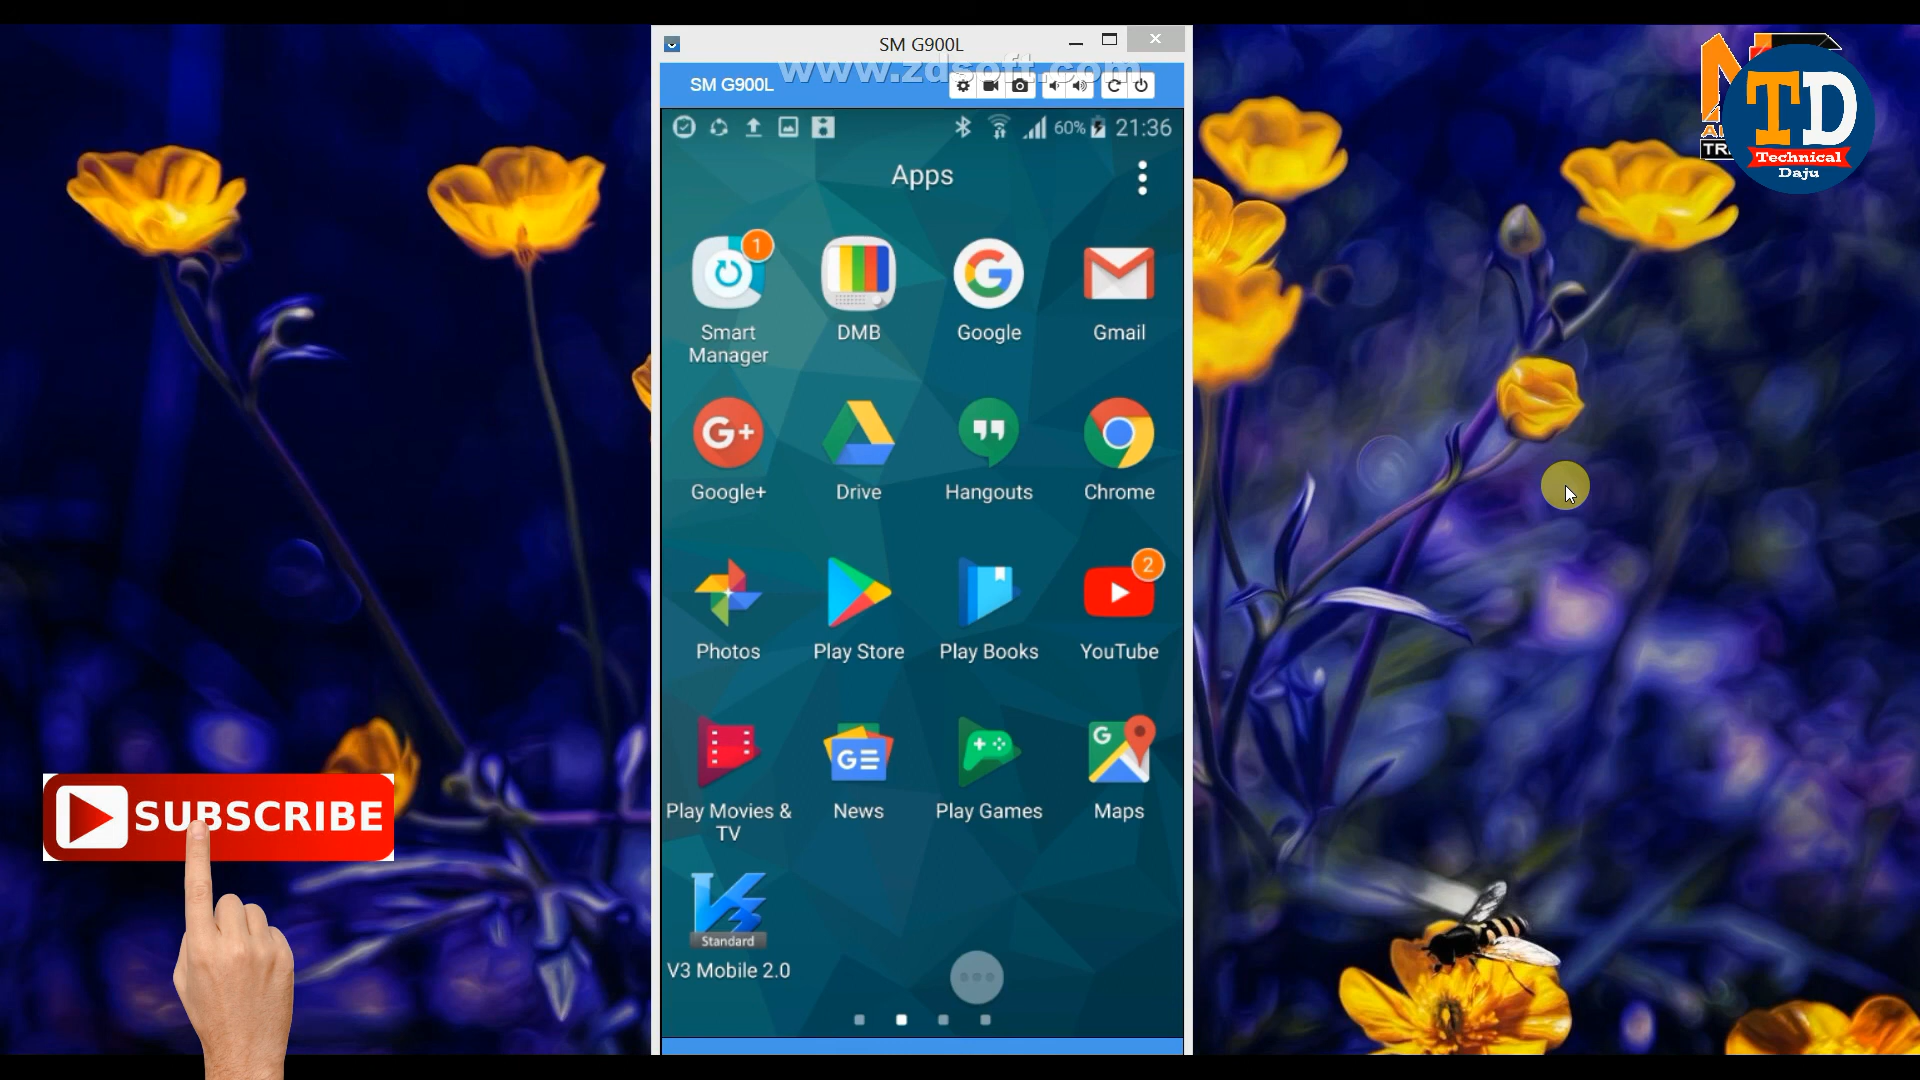 SM G900L
www.zdsoft.com
SM G900L
60% 21:36
TD
Technical
Daju
Apps
1
Smart
Manager
DMB
Google
Gmail
G+
Google+
Drive
Hangouts
Chrome
2
Photos
Play Store
Play Books
YouTube
Play Movies &
TV
News
Play Games
Maps
SUBSCRIBE
Standard
V3 Mobile 2.0